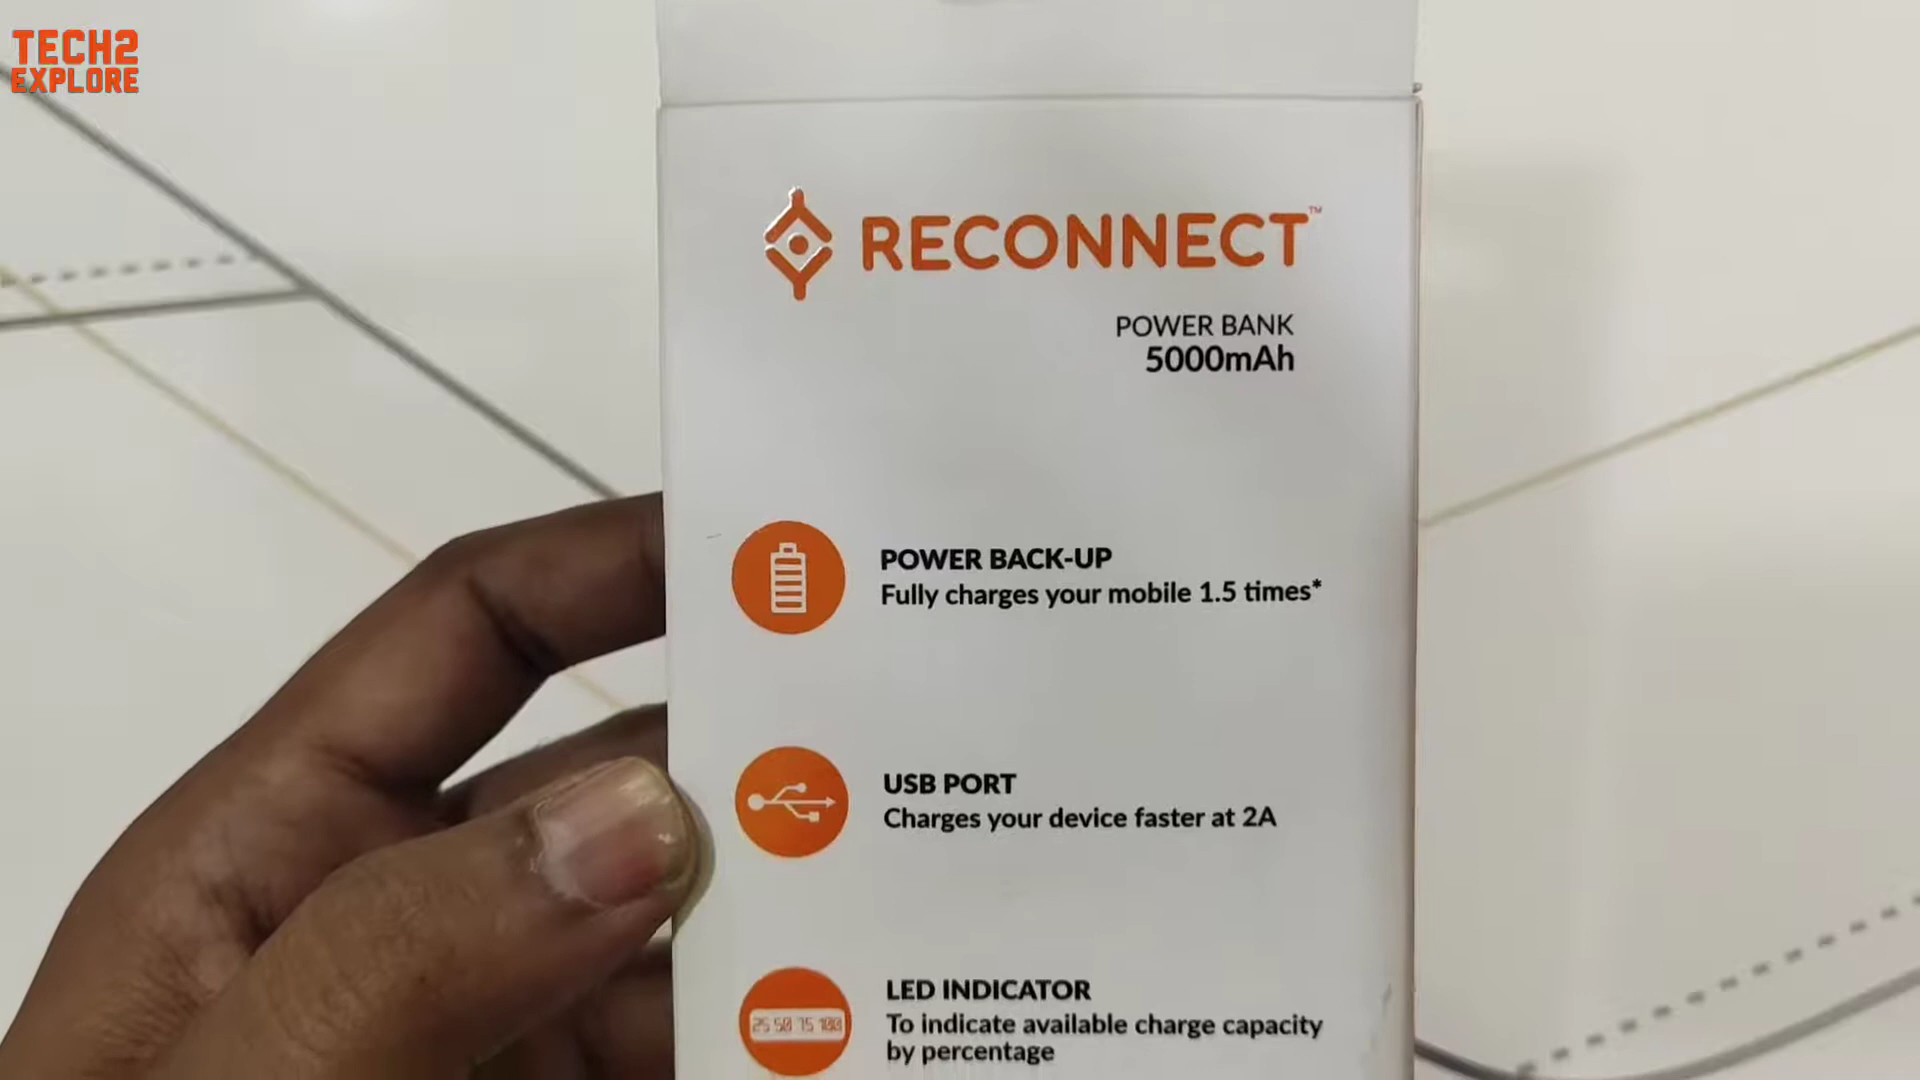 TECH2
EXPLORE
RECONNECT™
POWER BANK
5000mAh
POWER BACK-UP
Fully charges your mobile 1.5 times*
USB PORT
Charges your device faster at 2A
25 50 75 100
LED INDICATOR
To indicate available charge capacity
by percentage